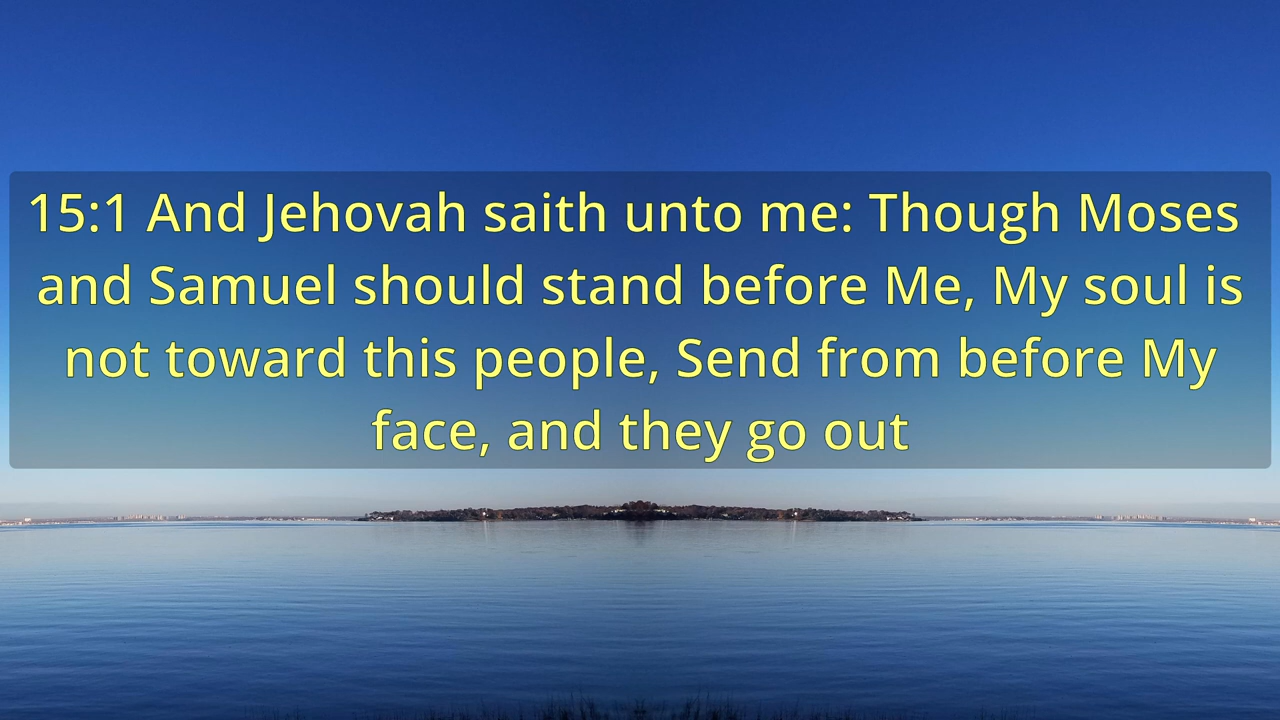 15:1 And Jehovah saith unto me: Though Moses
and Samuel should stand before Me, My soul is
not toward this people, Send from before My
face, and they go out